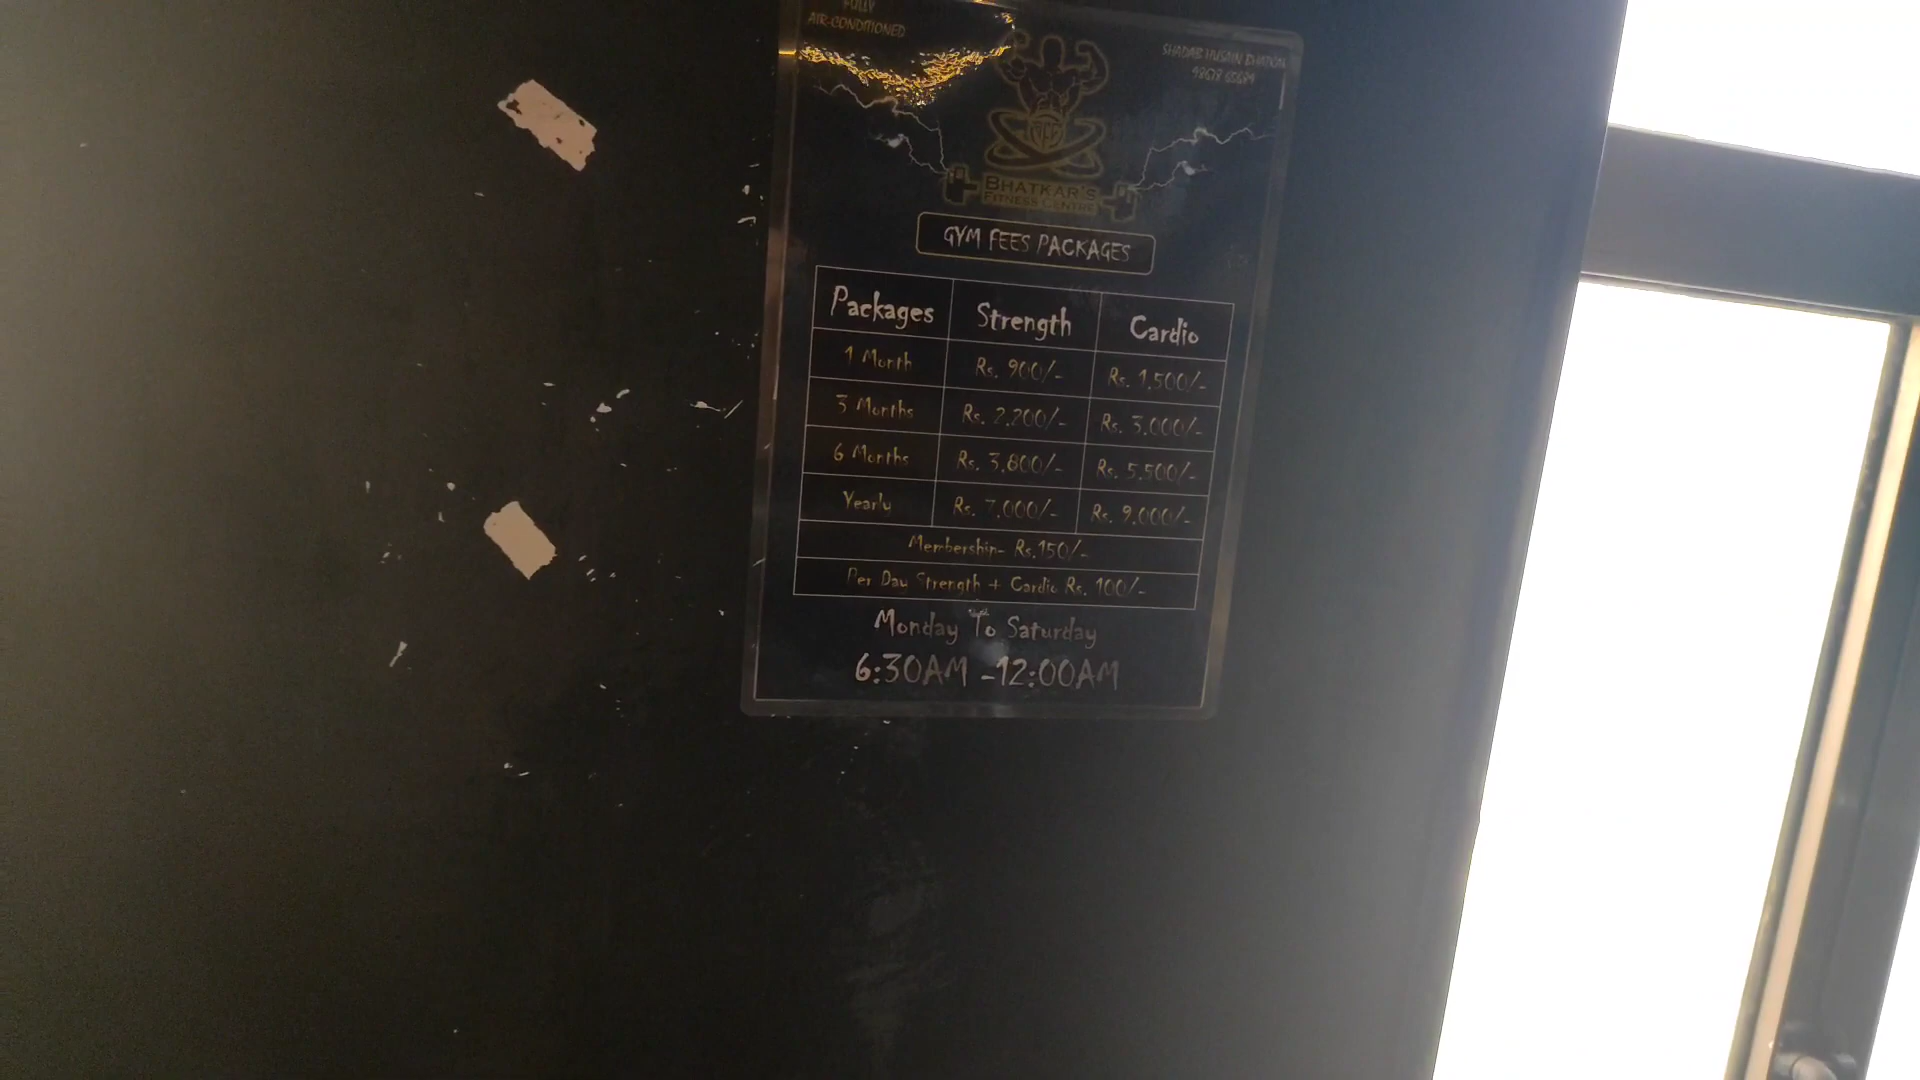 FULLY
AIR-CONDITIONED
BHATKAR'S
FITNESS CENTRE
GYM FEES PACKAGES
Packages Strength Cardio
1 Month Rs. 900/- Rs. 1,500/-
3 Months Rs. 2,200/- Rs. 3,000/-
6 Months Rs. 3,800/- Rs. 5,500/-
Yearly Rs. 7,000/- Rs. 9,000/-
Membership- Rs.150/-
Per Day Strength + Cardio Rs. 100/-
Monday To Saturday
6:30AM -12:00AM